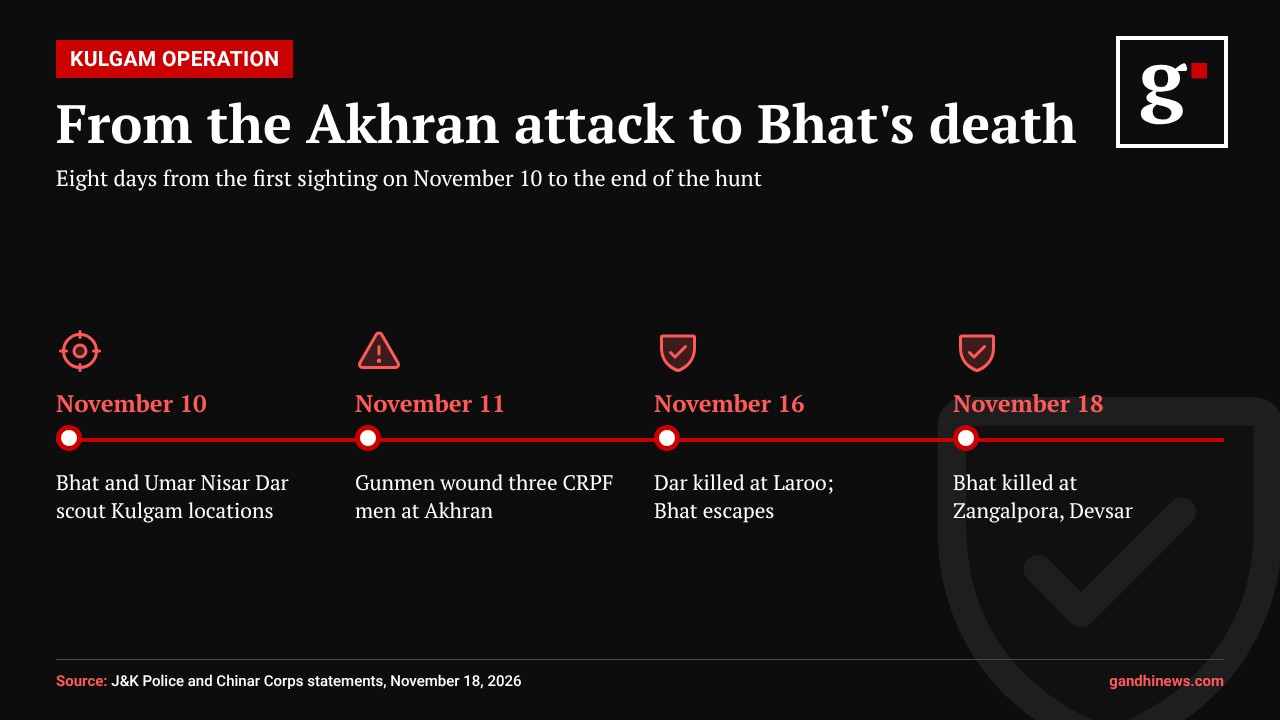 KULGAM OPERATION
g
From the Akhran attack to Bhat's death
Eight days from the first sighting on November 10 to the end of the hunt
November 10
November 11
November 16
November 18
Bhat and Umar Nisar Dar
scout Kulgam locations
Gunmen wound three CRPF
men at Akhran
Dar killed at Laroo;
Bhat escapes
Bhat killed at
Zangalpora, Devsar
Source: J&K Police and Chinar Corps statements, November 18, 2026
gandhinews.com